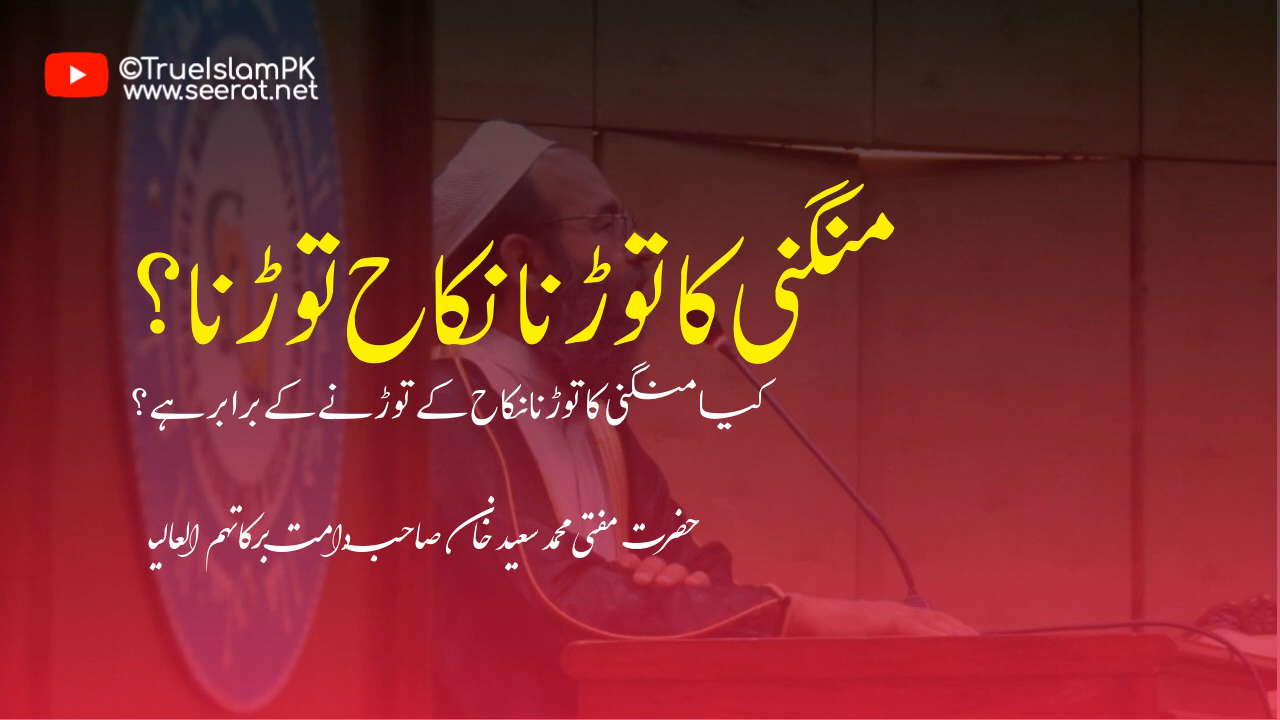 ©TrueIslamPK
www.seerat.net
منگنی کا توڑنا نکاح توڑنا؟
کیا منگنی کا توڑنا نکاح کے توڑنے کے برابر ہے؟
حضرت مفتی محمد سعید خان صاحب دامت برکاتہم العالیہ